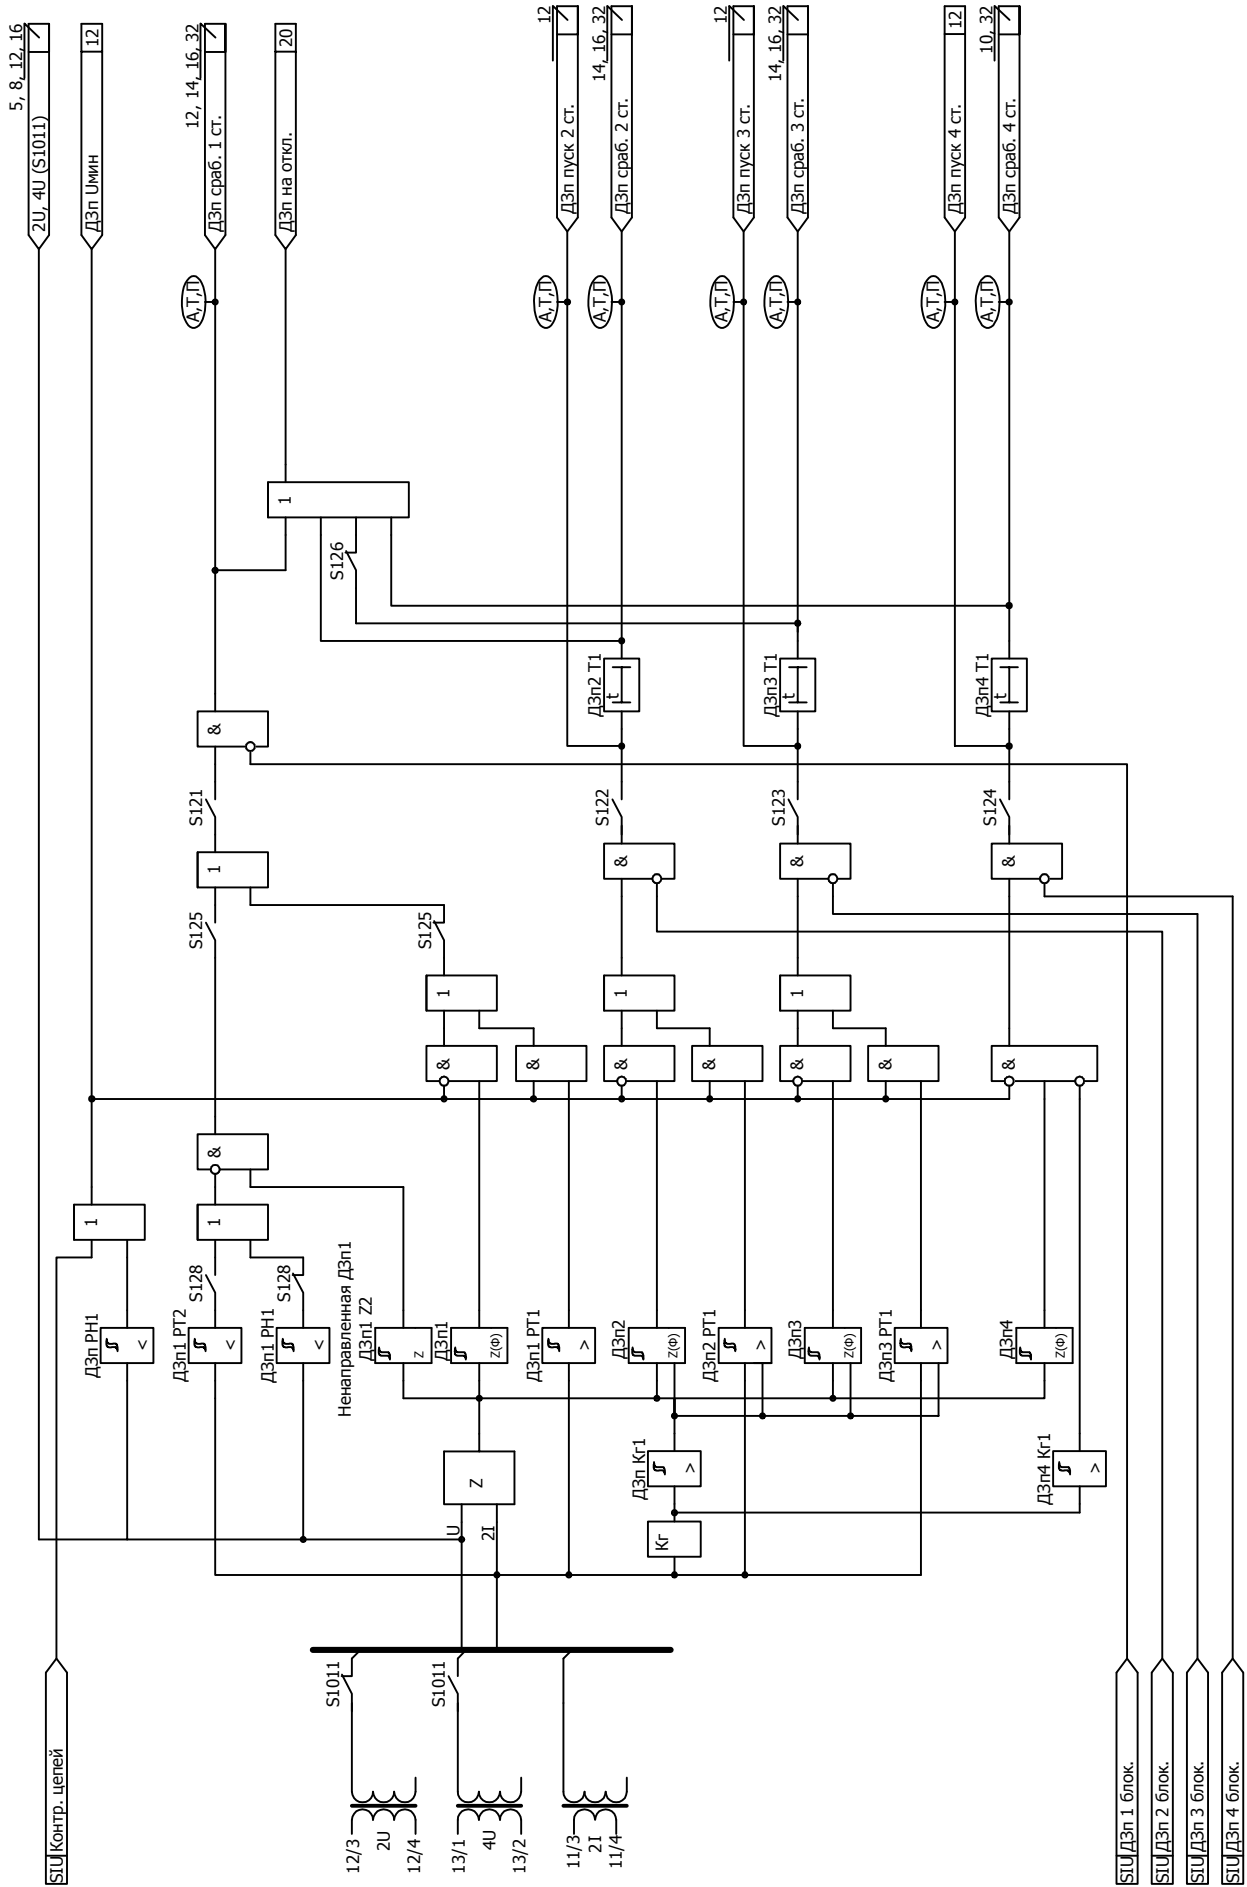 5, 8, 12, 16
2U, 4U (S1011)
12
ДЗп Uмин
12, 14, 16, 32
ДЗп сраб. 1 ст.
20
ДЗп на откл.
12
ДЗп пуск 2 ст.
14, 16, 32
ДЗп сраб. 2 ст.
12
ДЗп пуск 3 ст.
14, 16, 32
ДЗп сраб. 3 ст.
12
ДЗп пуск 4 ст.
10, 32
ДЗп сраб. 4 ст.
А,Т,П
А,Т,П
А,Т,П
А,Т,П
А,Т,П
А,Т,П
А,Т,П
1
S126
ДЗп2 Т1
t
ДЗп3 Т1
t
ДЗп4 Т1
t
&
S121
S122
S123
S124
1
&
&
&
S125
S125
1
1
1
&
&
&
&
&
&
&
&
1
1
S128
S128
ДЗп РН1
<
ДЗп1 РТ2
<
ДЗп1 РН1
<
Ненаправленная ДЗп1
ДЗп1 Z2
Z
ДЗп1
Z(Ф)
ДЗп1 РТ1
>
ДЗп2
Z(Ф)
ДЗп2 РТ1
>
ДЗп3
Z(Ф)
ДЗп3 РТ1
>
ДЗп4
Z(Ф)
Z
U
2I
ДЗп Кг1
>
Кг
ДЗп4 Кг1
>
S1011
S1011
SIU Контр. цепей
12/3
2U
12/4
13/1
4U
13/2
11/3
2I
11/4
SIU ДЗп 1 блок.
SIU ДЗп 2 блок.
SIU ДЗп 3 блок.
SIU ДЗп 4 блок.